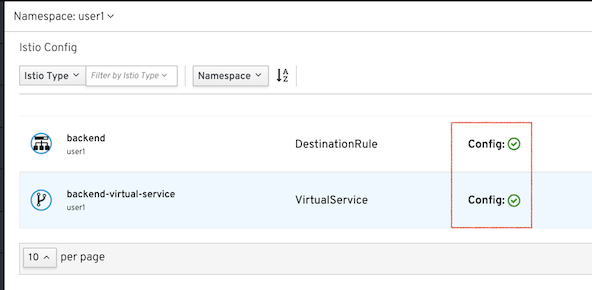 Namespace: user1
Istio Config
Istio Type Filter by Istio Type Namespace A Z
backend
user1 DestinationRule Config:
backend-virtual-service
user1 VirtualService Config:
10 per page